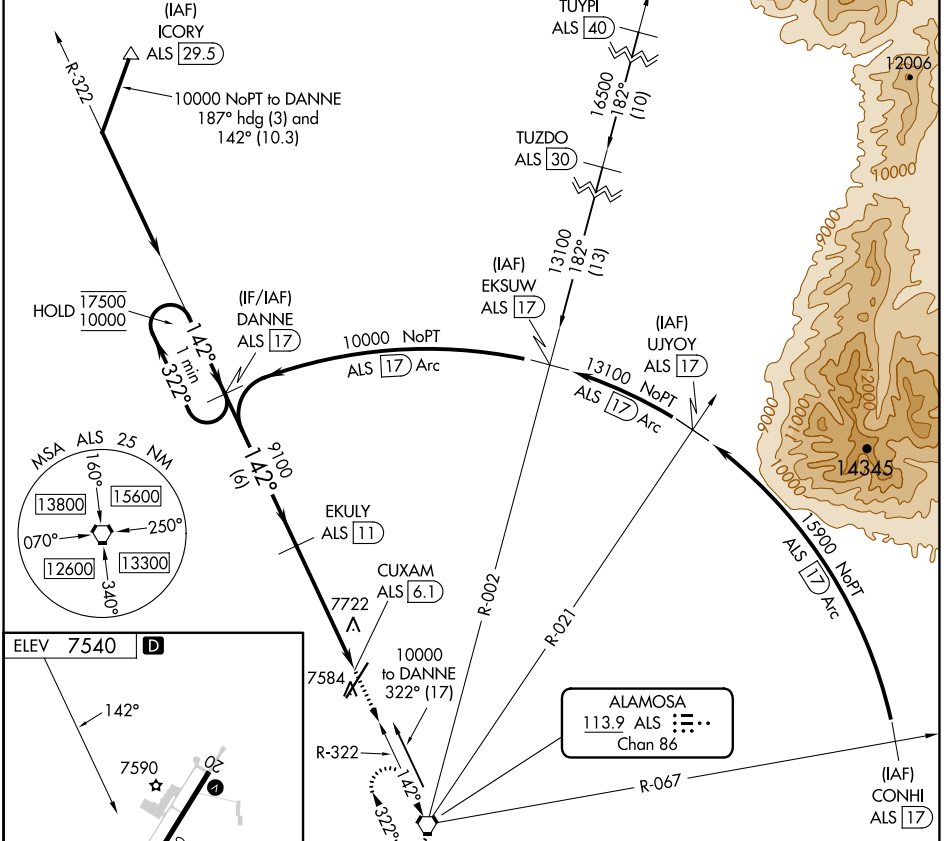 (IAF)
ICORY
ALS 29.5
R-322
10000 NoPT to DANNE
187° hdg (3) and
142° (10.3)
TUYPI
ALS 40
16500
182°
(10)
TUZDO
ALS 30
13100
182°
(13)
12006
10000
9000
HOLD 17500
10000
142°
1 min
322°
(IF/IAF)
DANNE
ALS 17
10000 NoPT
ALS 17 Arc
(IAF)
EKSUW
ALS 17
13100 NoPT
ALS 17 Arc
(IAF)
UJYOY
ALS 17
9000
10000
11000
12000
14345
15900 NoPT
ALS 17 Arc
9100
142°
(6)
MSA ALS 25 NM
160°
13800
15600
070°
250°
12600
13300
340°
EKULY
ALS 11
CUXAM
ALS 6.1
7722
7584
10000
to DANNE
322° (17)
R-322
142°
322°
R-002
R-021
R-067
ALAMOSA
113.9 ALS
Chan 86
(IAF)
CONHI
ALS 17
ELEV 7540 D
142°
7590
20
V